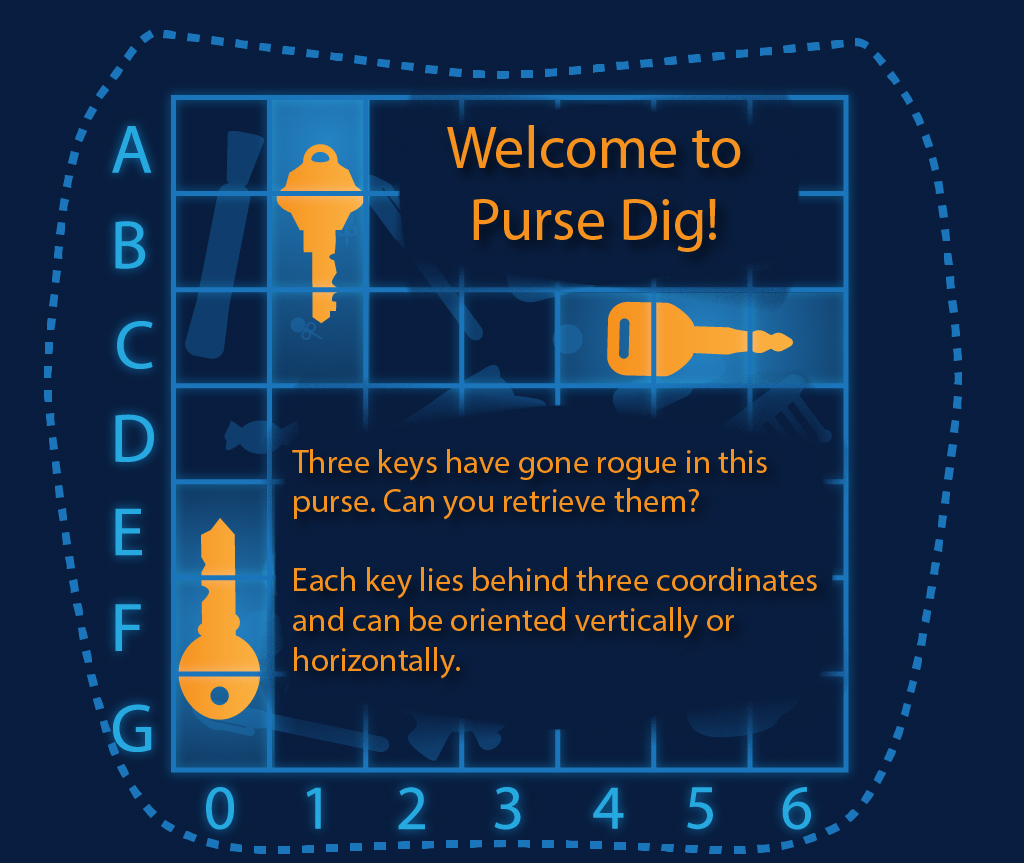 Welcome to
Purse Dig!
A
B
C
D
E
F
G
Three keys have gone rogue in this
purse. Can you retrieve them?
Each key lies behind three coordinates
and can be oriented vertically or
horizontally.
0 1 2 3 4 5 6